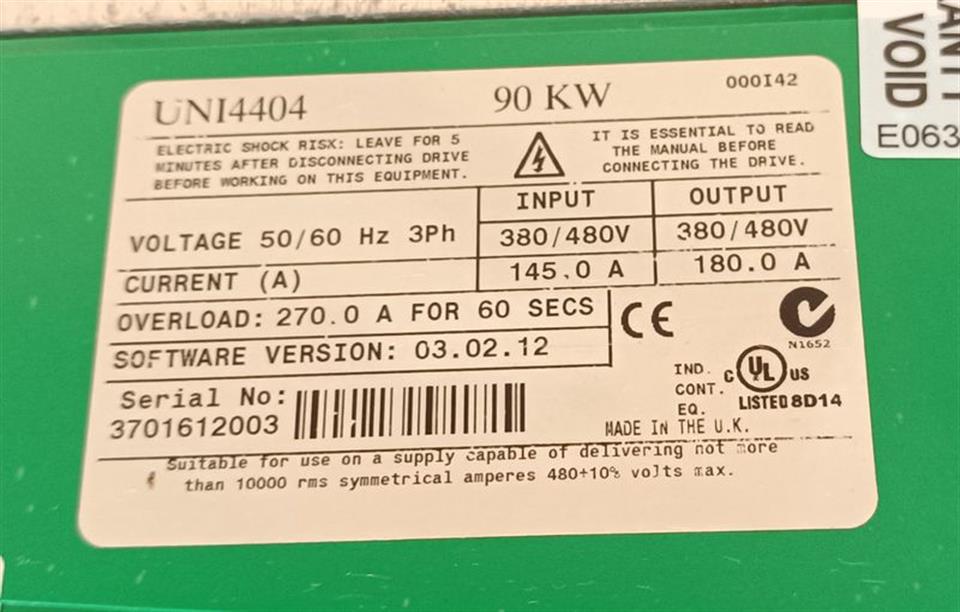 ANTY
VOID
E063
UNI4404 90 KW 000I42
ELECTRIC SHOCK RISK: LEAVE FOR 5
MINUTES AFTER DISCONNECTING DRIVE
BEFORE WORKING ON THIS EQUIPMENT.
IT IS ESSENTIAL TO READ
THE MANUAL BEFORE
CONNECTING THE DRIVE.
INPUT OUTPUT
VOLTAGE 50/60 Hz 3Ph 380/480V 380/480V
CURRENT (A) 145.0 A 180.0 A
OVERLOAD: 270.0 A FOR 60 SECS
SOFTWARE VERSION: 03.02.12
CE
N1652
Serial No:
3701612003
IND.
CONT.
EQ.
C UL US
LISTED 8D14
MADE IN THE U.K.
Suitable for use on a supply capable of delivering not more
than 10000 rms symmetrical amperes 480+10% volts max.